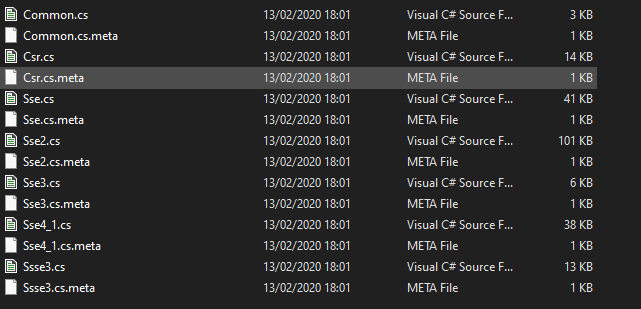 Common.cs 13/02/2020 18:01 Visual C# Source F... 3 KB
Common.cs.meta 13/02/2020 18:01 META File 1 KB
Csr.cs 13/02/2020 18:01 Visual C# Source F... 14 KB
Csr.cs.meta 13/02/2020 18:01 META File 1 KB
Sse.cs 13/02/2020 18:01 Visual C# Source F... 41 KB
Sse.cs.meta 13/02/2020 18:01 META File 1 KB
Sse2.cs 13/02/2020 18:01 Visual C# Source F... 101 KB
Sse2.cs.meta 13/02/2020 18:01 META File 1 KB
Sse3.cs 13/02/2020 18:01 Visual C# Source F... 6 KB
Sse3.cs.meta 13/02/2020 18:01 META File 1 KB
Sse4_1.cs 13/02/2020 18:01 Visual C# Source F... 38 KB
Sse4_1.cs.meta 13/02/2020 18:01 META File 1 KB
Ssse3.cs 13/02/2020 18:01 Visual C# Source F... 13 KB
Ssse3.cs.meta 13/02/2020 18:01 META File 1 KB